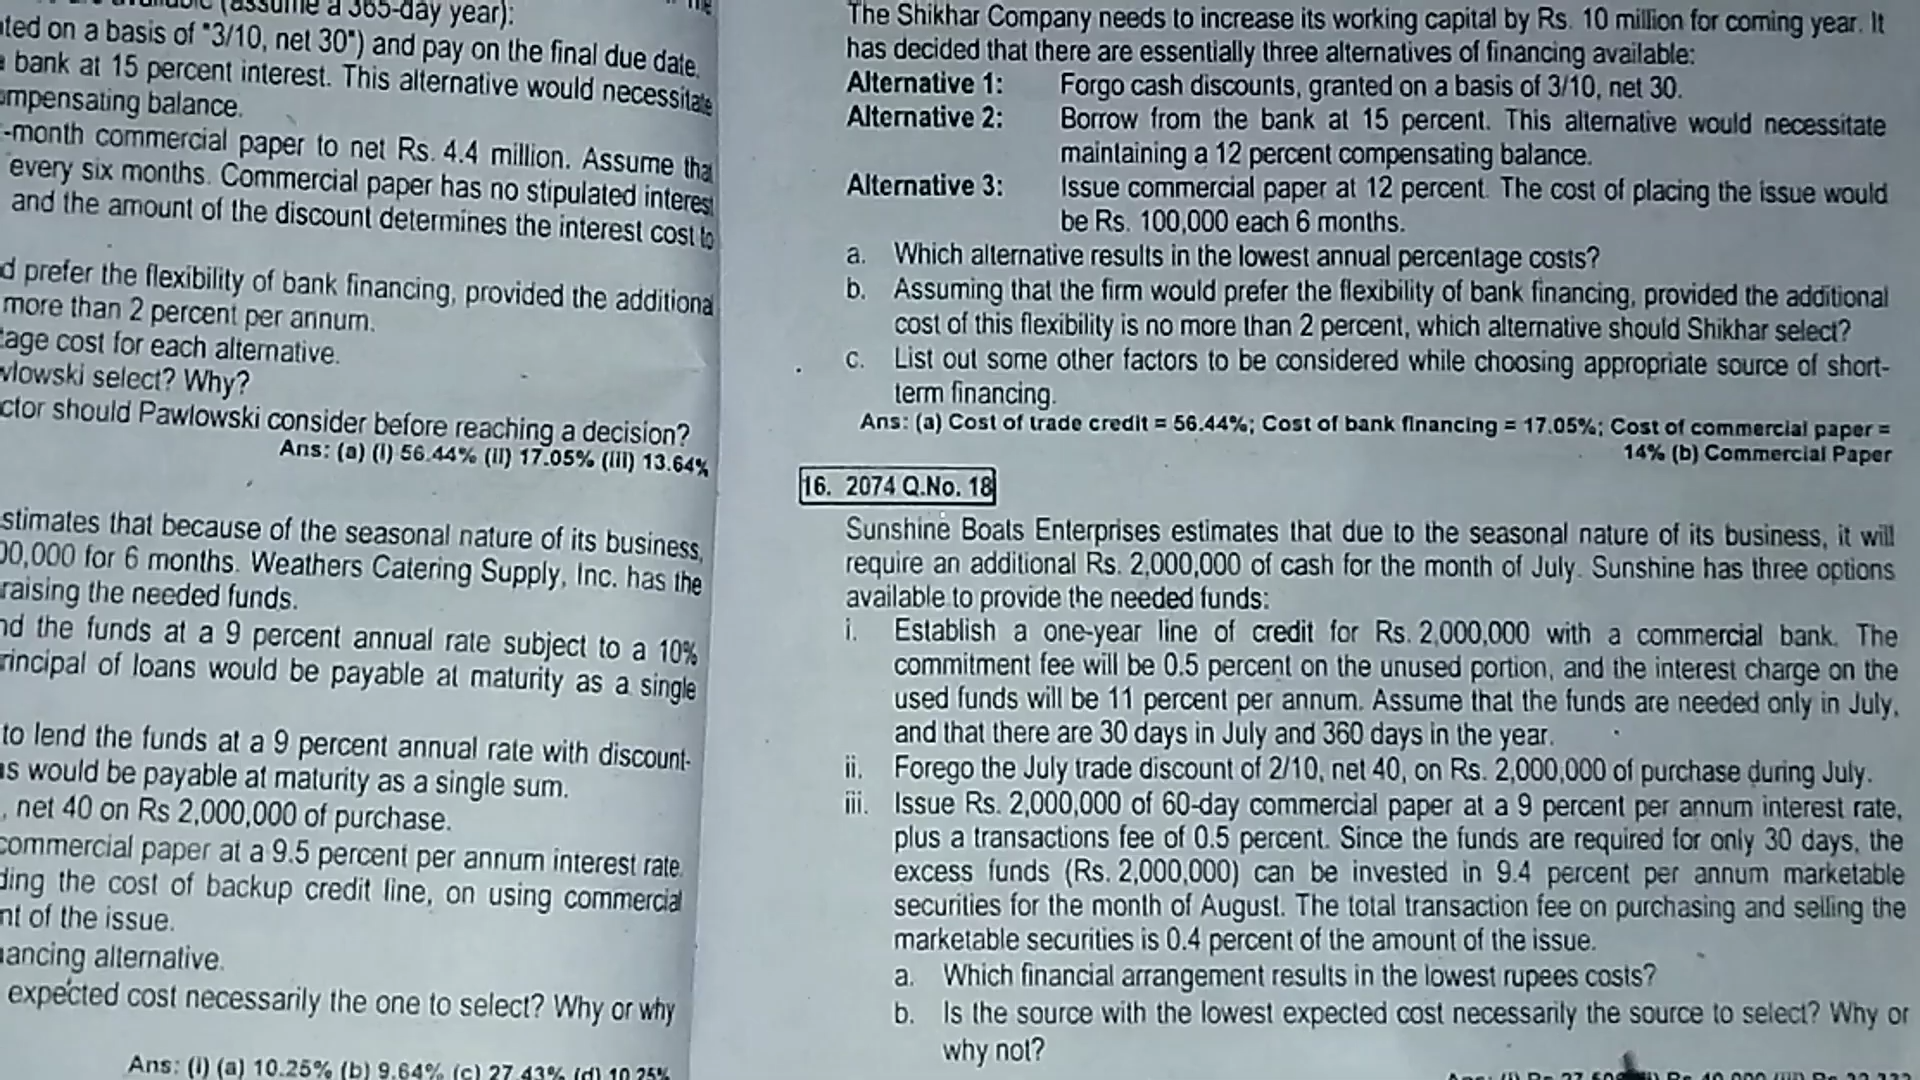 (assume a 365-day year):
on a basis of "3/10, net 30") and pay on the final due date.
bank at 15 percent interest. This alternative would necessitate
balance.
-month commercial paper to net Rs. 4.4 million. Assume that
every six months. Commercial paper has no stipulated interest
and the amount of the discount determines the interest cost to
prefer the flexibility of bank financing, provided the additional
more than 2 percent per annum.
cost for each alternative.
select? Why?
should Pawlowski consider before reaching a decision?
Ans: (a) (i) 56.44% (ii) 17.05% (iii) 13.64%
that because of the seasonal nature of its business,
for 6 months. Weathers Catering Supply, Inc. has the
raising the needed funds.
the funds at a 9 percent annual rate subject to a 10%
of loans would be payable at maturity as a single
to lend the funds at a 9 percent annual rate with discount-
would be payable at maturity as a single sum.
, net 40 on Rs 2,000,000 of purchase.
commercial paper at a 9.5 percent per annum interest rate.
the cost of backup credit line, on using commercial
of the issue.
alternative.
expected cost necessarily the one to select? Why or why
Ans: (i) (a) 10.25% (b) 9.64% (c) 27.43% (d) 10.25%
The Shikhar Company needs to increase its working capital by Rs. 10 million for coming year. It
has decided that there are essentially three alternatives of financing available:
Alternative 1: Forgo cash discounts, granted on a basis of 3/10, net 30.
Alternative 2: Borrow from the bank at 15 percent. This alternative would necessitate
maintaining a 12 percent compensating balance.
Alternative 3: Issue commercial paper at 12 percent. The cost of placing the issue would
be Rs. 100,000 each 6 months.
a. Which alternative results in the lowest annual percentage costs?
b. Assuming that the firm would prefer the flexibility of bank financing, provided the additional
cost of this flexibility is no more than 2 percent, which alternative should Shikhar select?
c. List out some other factors to be considered while choosing appropriate source of short-
term financing.
Ans: (a) Cost of trade credit = 56.44%; Cost of bank financing = 17.05%; Cost of commercial paper =
14% (b) Commercial Paper
16. 2074 Q.No. 18
Sunshine Boats Enterprises estimates that due to the seasonal nature of its business, it will
require an additional Rs. 2,000,000 of cash for the month of July. Sunshine has three options
available to provide the needed funds:
i. Establish a one-year line of credit for Rs. 2,000,000 with a commercial bank. The
commitment fee will be 0.5 percent on the unused portion, and the interest charge on the
used funds will be 11 percent per annum. Assume that the funds are needed only in July,
and that there are 30 days in July and 360 days in the year.
ii. Forego the July trade discount of 2/10, net 40, on Rs. 2,000,000 of purchase during July.
iii. Issue Rs. 2,000,000 of 60-day commercial paper at a 9 percent per annum interest rate,
plus a transactions fee of 0.5 percent. Since the funds are required for only 30 days, the
excess funds (Rs. 2,000,000) can be invested in 9.4 percent per annum marketable
securities for the month of August. The total transaction fee on purchasing and selling the
marketable securities is 0.4 percent of the amount of the issue.
a. Which financial arrangement results in the lowest rupees costs?
b. Is the source with the lowest expected cost necessarily the source to select? Why or
why not?